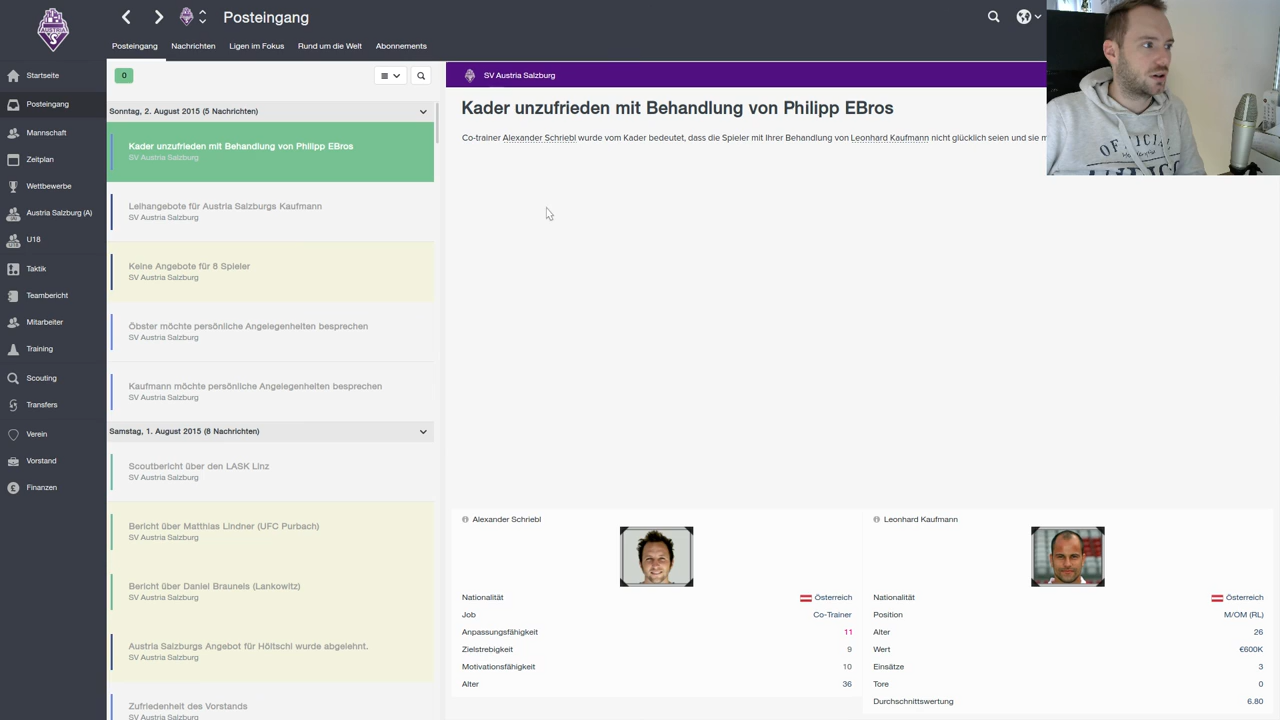 AUSTRIA
S
Posteingang
Posteingang
Nachrichten
Ligen im Fokus
Rund um die Welt
Abonnements
Startseite
Posteingang
Mannschaft
Zeitplan
Wettbewerbe
Austria Salzburg (A)
U18
Taktik
Teambericht
Mitarbeiter
Training
Scouting
Transfers
Verein
Vorstand
Finanzen
0
Sonntag, 2. August 2015 (5 Nachrichten)
Kader unzufrieden mit Behandlung von Philipp EBros
SV Austria Salzburg
Leihangebote für Austria Salzburgs Kaufmann
SV Austria Salzburg
Keine Angebote für 8 Spieler
SV Austria Salzburg
Öbster möchte persönliche Angelegenheiten besprechen
SV Austria Salzburg
Kaufmann möchte persönliche Angelegenheiten besprechen
SV Austria Salzburg
Samstag, 1. August 2015 (8 Nachrichten)
Scoutbericht über den LASK Linz
SV Austria Salzburg
Bericht über Matthias Lindner (UFC Purbach)
SV Austria Salzburg
Bericht über Daniel Brauneis (Lankowitz)
SV Austria Salzburg
Austria Salzburgs Angebot für Höltschl wurde abgelehnt.
SV Austria Salzburg
Zufriedenheit des Vorstands
SV Austria Salzburg
SV Austria Salzburg
Kader unzufrieden mit Behandlung von Philipp EBros
Co-trainer Alexander Schriebl wurde vom Kader bedeutet, dass die Spieler mit Ihrer Behandlung von Leonhard Kaufmann nicht glücklich seien und sie m
OFFICIAL
Alexander Schriebl
Nationalität Österreich
Job Co-Trainer
Anpassungsfähigkeit 11
Zielstrebigkeit 9
Motivationsfähigkeit 10
Alter 36
Leonhard Kaufmann
Nationalität Österreich
Position M/OM (RL)
Alter 26
Wert €600K
Einsätze 3
Tore 0
Durchschnittswertung 6.80